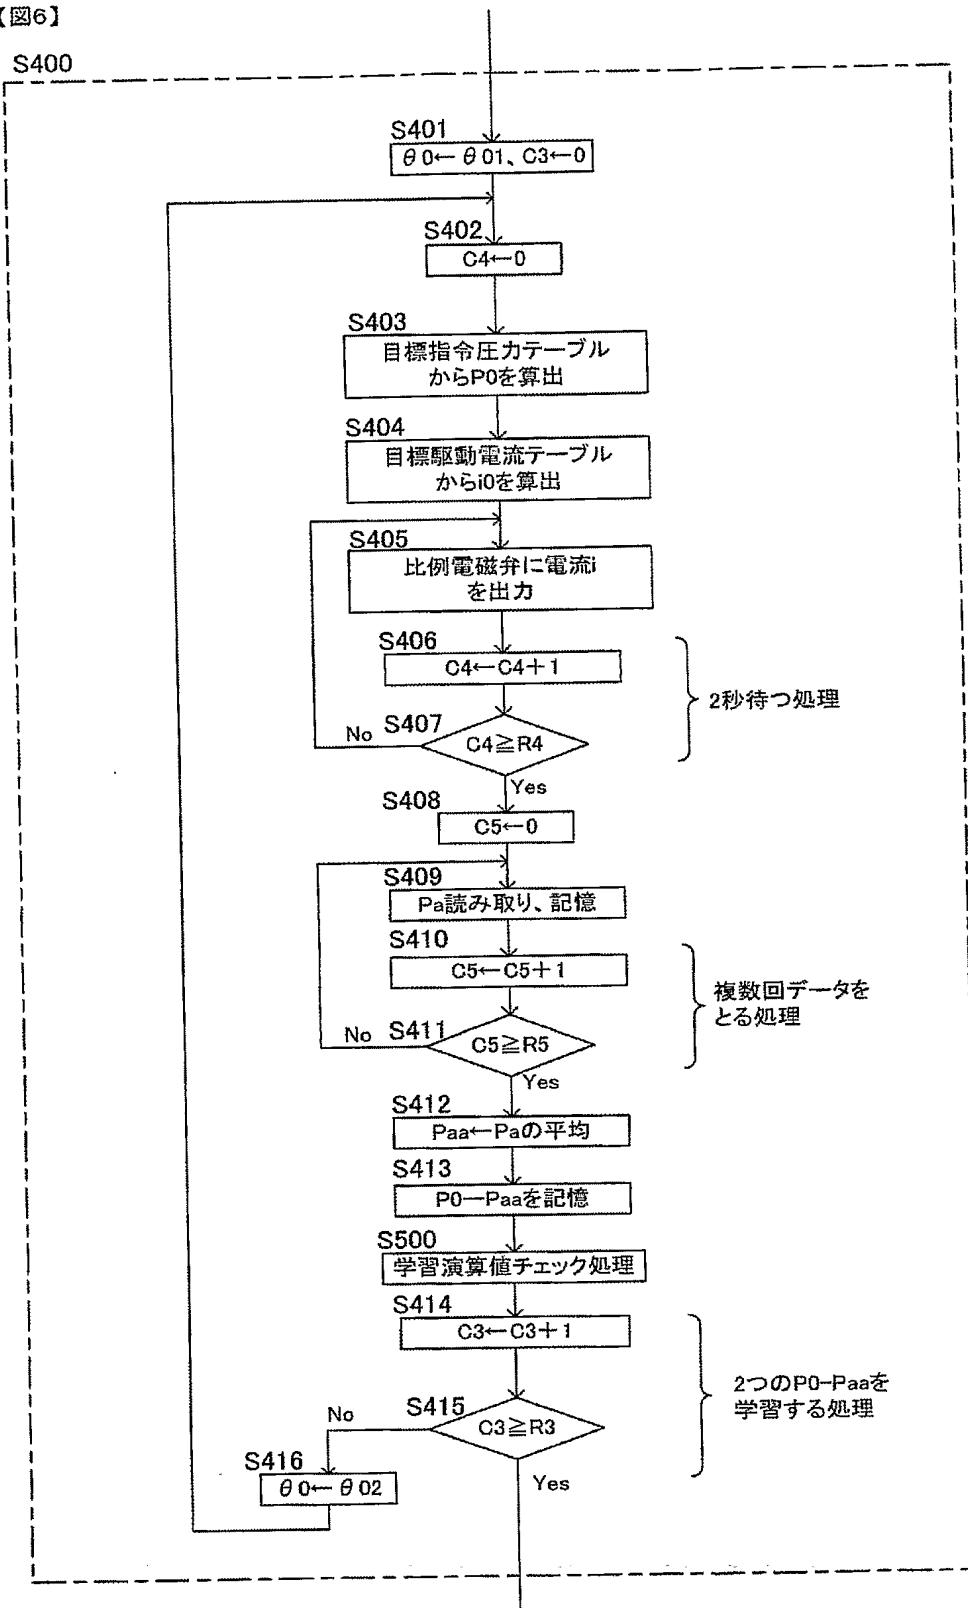 【図6】
S400
S401
θ0←θ01、C3←0
S402
C4←0
S403
目標指令圧力テーブル
からP0を算出
S404
目標駆動電流テーブル
からi0を算出
S405
比例電磁弁に電流i
を出力
S406
C4←C4+1
2秒待つ処理
S407
No
C4≧R4
Yes
S408
C5←0
S409
Pa読み取り、記憶
S410
C5←C5+1
複数回データを
とる処理
S411
No
C5≧R5
Yes
S412
Paa←Paの平均
S413
P0－Paaを記憶
S500
学習演算値チェック処理
S414
C3←C3+1
2つのP0-Paaを
学習する処理
S415
No
C3≧R3
Yes
S416
θ0←θ02